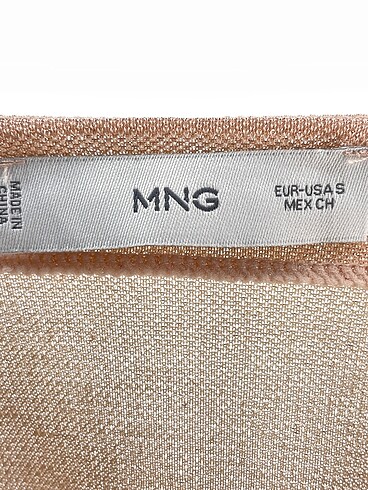 MADE IN
CHINA
MNG
EUR-USA S
MEX CH